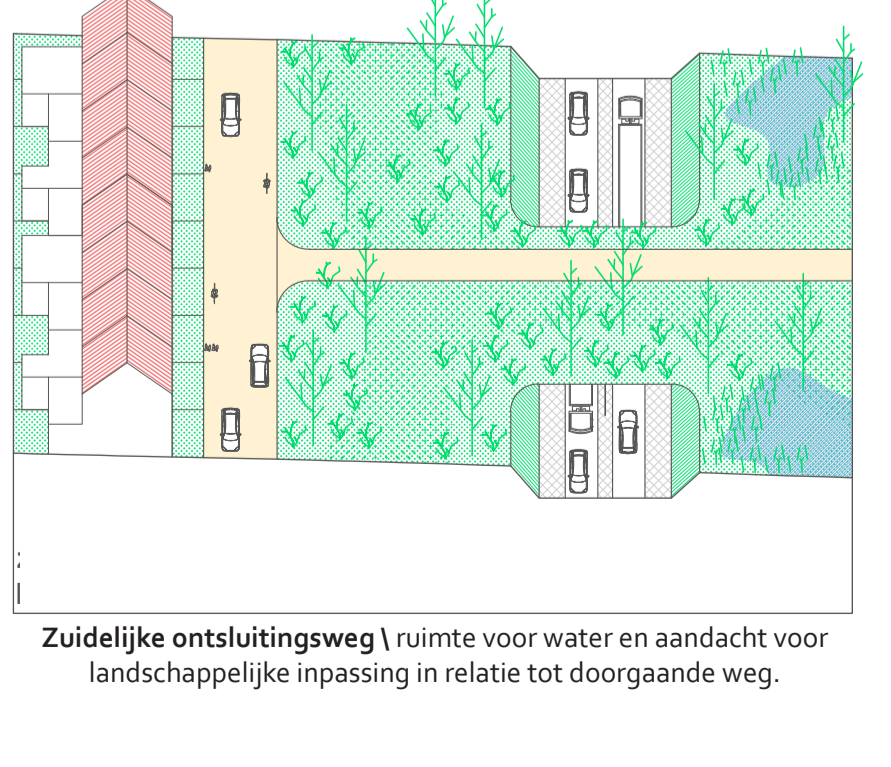 Zuidelijke ontsluitingsweg \ ruimte voor water en aandacht voor
landschappelijke inpassing in relatie tot doorgaande weg.